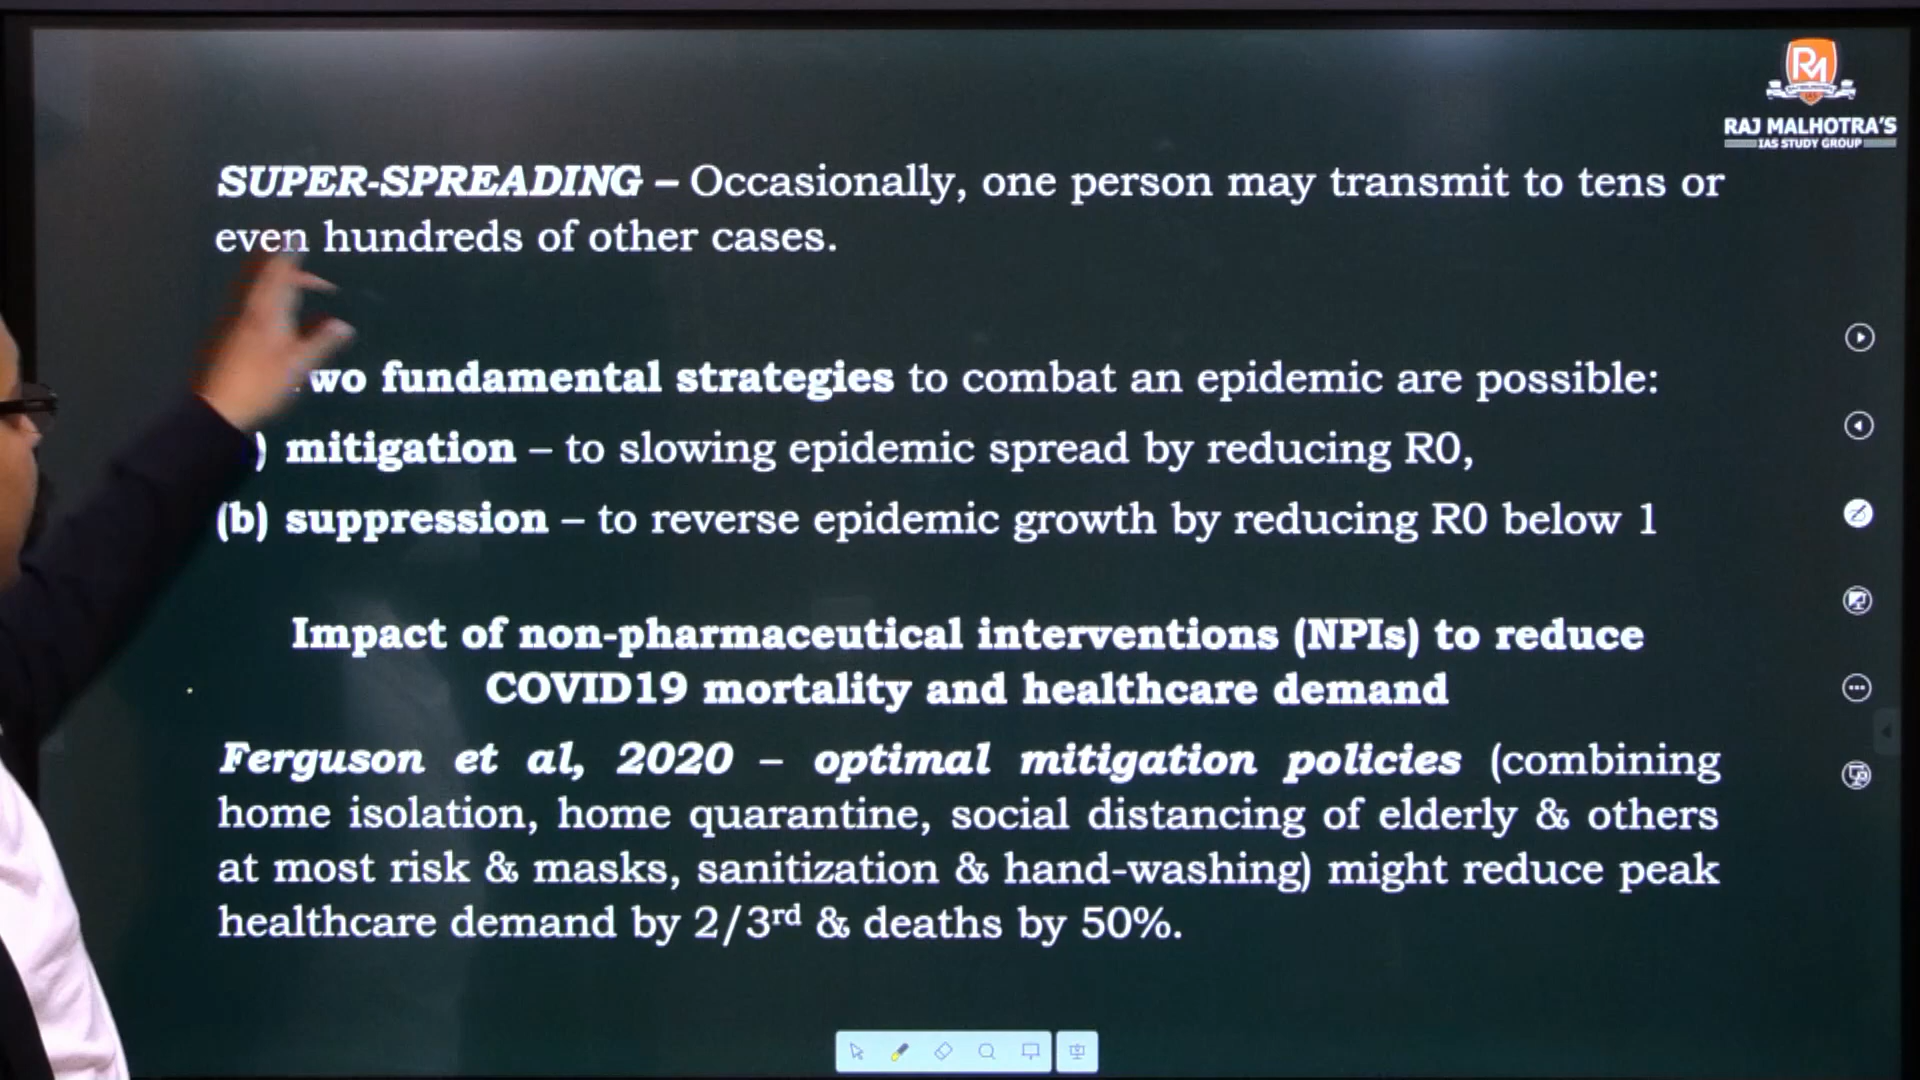 RM
RAJ MALHOTRA'S
IAS STUDY GROUP
SUPER-SPREADING – Occasionally, one person may transmit to tens or
even hundreds of other cases.
fundamental strategies to combat an epidemic are possible:
mitigation – to slowing epidemic spread by reducing R0,
(b) suppression – to reverse epidemic growth by reducing R0 below 1
Impact of non-pharmaceutical interventions (NPIs) to reduce
COVID19 mortality and healthcare demand
Ferguson et al, 2020 – optimal mitigation policies (combining
home isolation, home quarantine, social distancing of elderly & others
at most risk & masks, sanitization & hand-washing) might reduce peak
healthcare demand by 2/3rd & deaths by 50%.